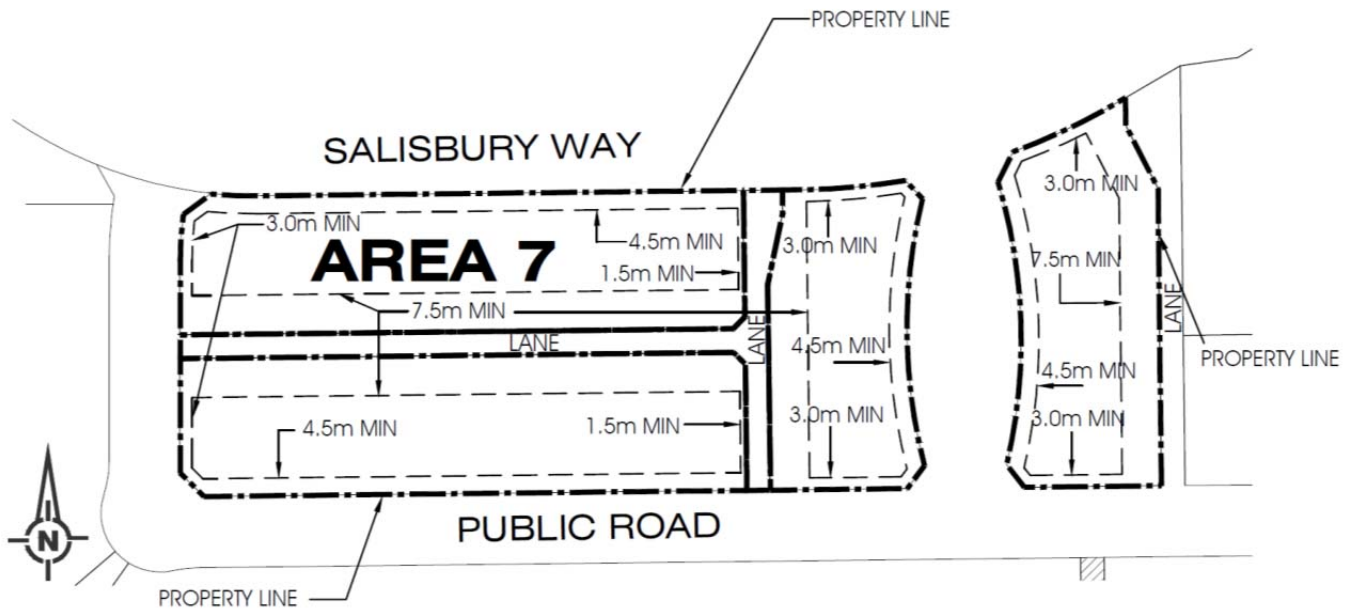 PROPERTY LINE
SALISBURY WAY
3.0m MIN
3.0m MIN
4.5m MIN
3.0m MIN
AREA 7
1.5m MIN
7.5m MIN
7.5m MIN
LANE
LANE
LANE
4.5m MIN
PROPERTY LINE
4.5m MIN
4.5m MIN
1.5m MIN
3.0m MIN
3.0m MIN
PUBLIC ROAD
N
PROPERTY LINE